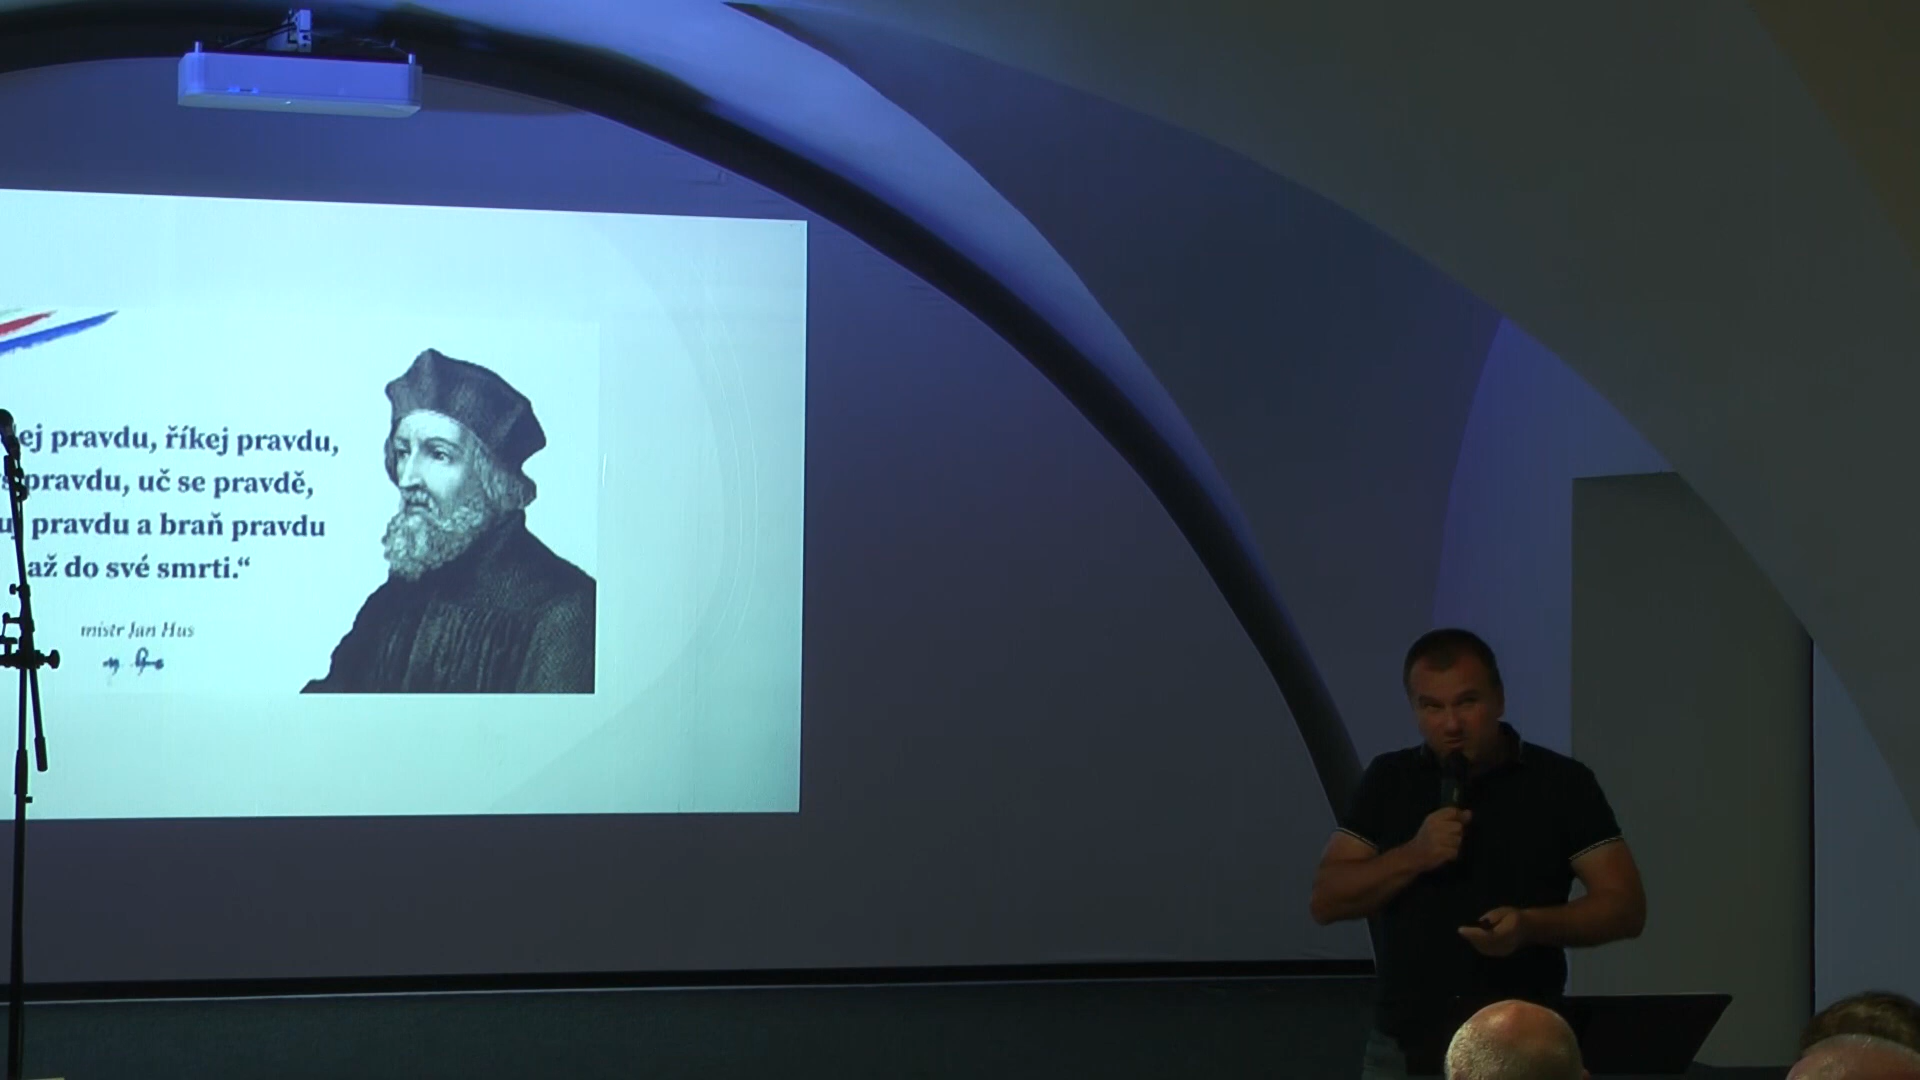 ej pravdu, říkej pravdu,
pravdu, uč se pravdě,
pravdu a braň pravdu
až do své smrti.“
mistr Jan Hus